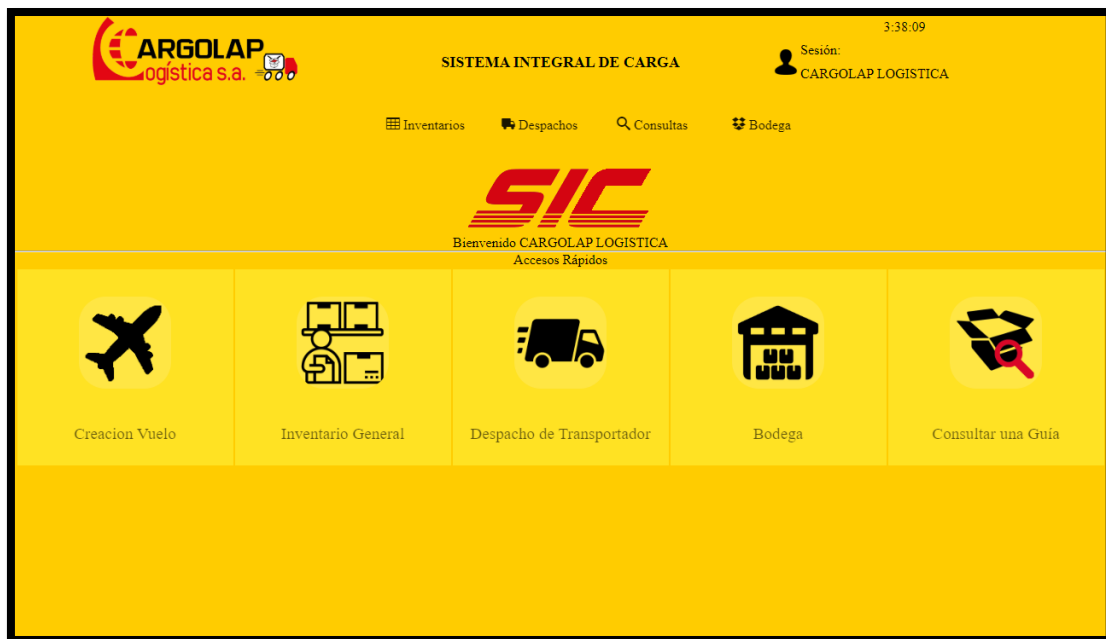 CARGOLAP
Logística s.a.
SISTEMA INTEGRAL DE CARGA
3:38:09
Sesión:
CARGOLAP LOGISTICA
Inventarios Despachos Consultas Bodega
SIC
Bienvenido CARGOLAP LOGISTICA
Accesos Rápidos
Creacion Vuelo Inventario General Despacho de Transportador Bodega Consultar una Guía